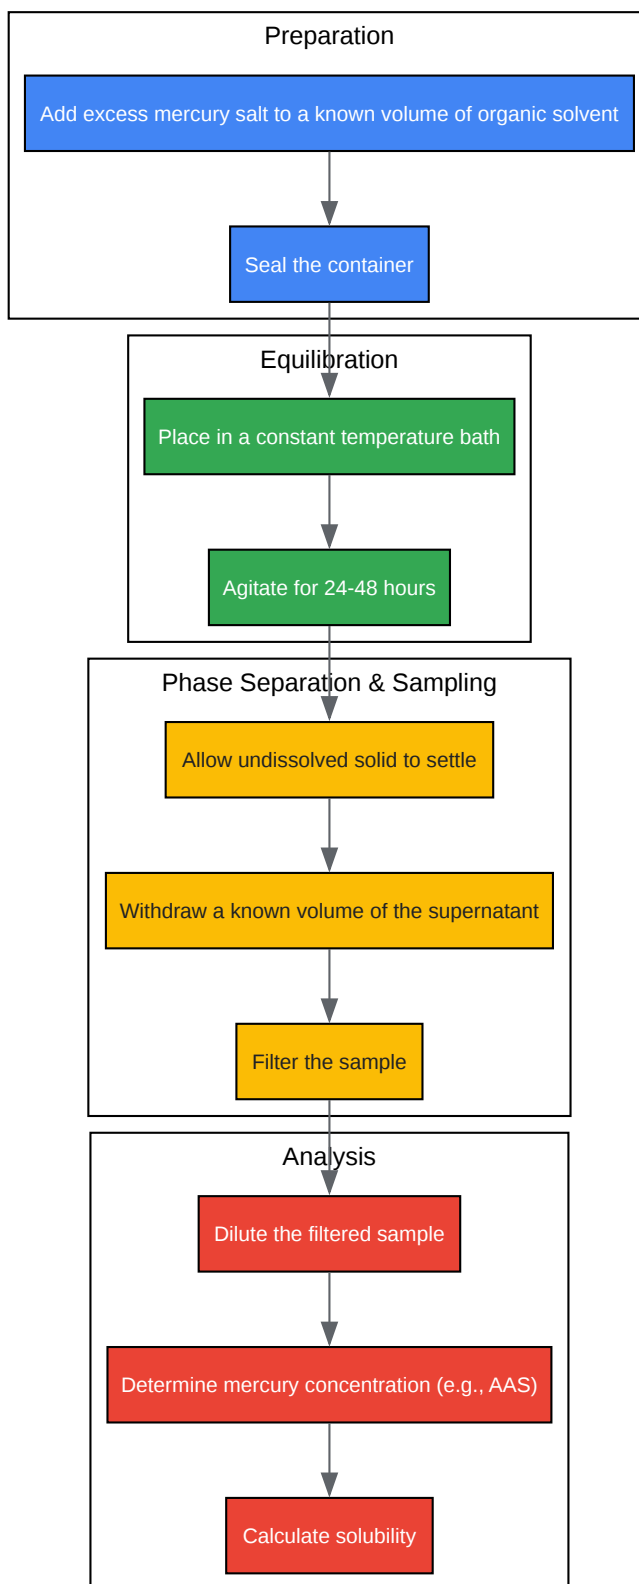 Preparation
Add excess mercury salt to a known volume of organic solvent
Seal the container
Equilibration
Place in a constant temperature bath
Agitate for 24-48 hours
Phase Separation & Sampling
Allow undissolved solid to settle
Withdraw a known volume of the supernatant
Filter the sample
Analysis
Dilute the filtered sample
Determine mercury concentration (e.g., AAS)
Calculate solubility